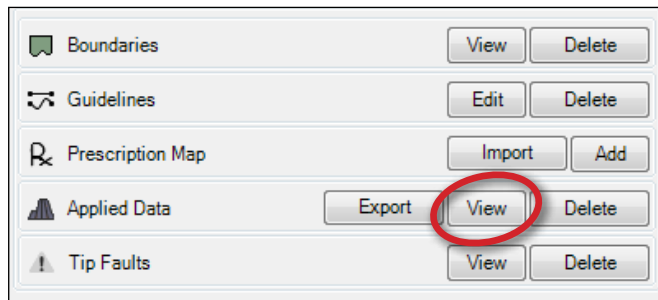 Boundaries View Delete
Guidelines Edit Delete
Prescription Map Import Add
Applied Data Export View Delete
Tip Faults View Delete